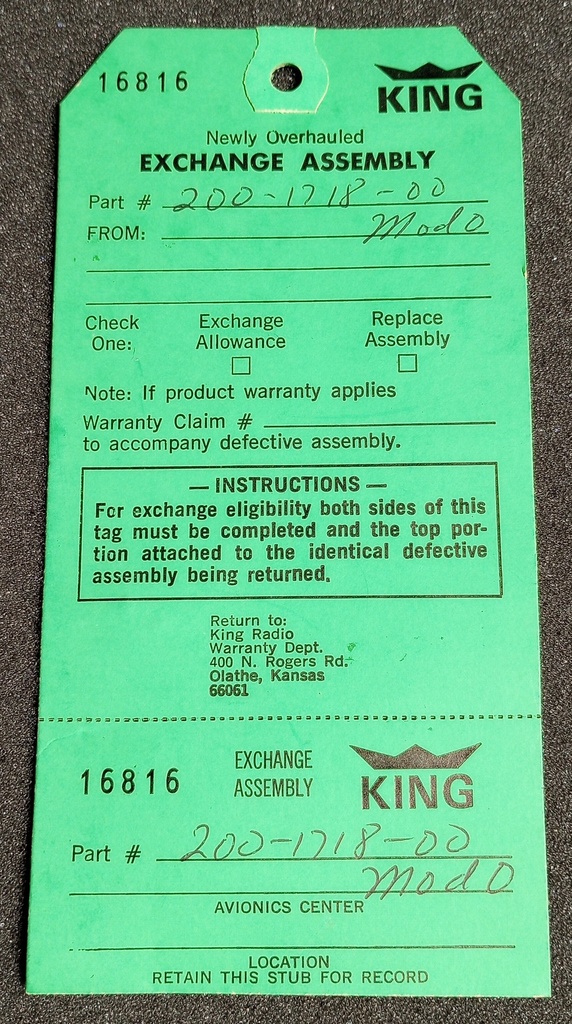 16816
KING
Newly Overhauled
EXCHANGE ASSEMBLY
Part # 200-1718-00
FROM: Mod 0
Check One:
Exchange Allowance
Replace Assembly
Note: If product warranty applies
Warranty Claim #
to accompany defective assembly.
— INSTRUCTIONS —
For exchange eligibility both sides of this
tag must be completed and the top por-
tion attached to the identical defective
assembly being returned.
Return to:
King Radio
Warranty Dept.
400 N. Rogers Rd.
Olathe, Kansas
66061
16816
EXCHANGE
ASSEMBLY
KING
Part # 200-1718-00
Mod 0
AVIONICS CENTER
LOCATION
RETAIN THIS STUB FOR RECORD